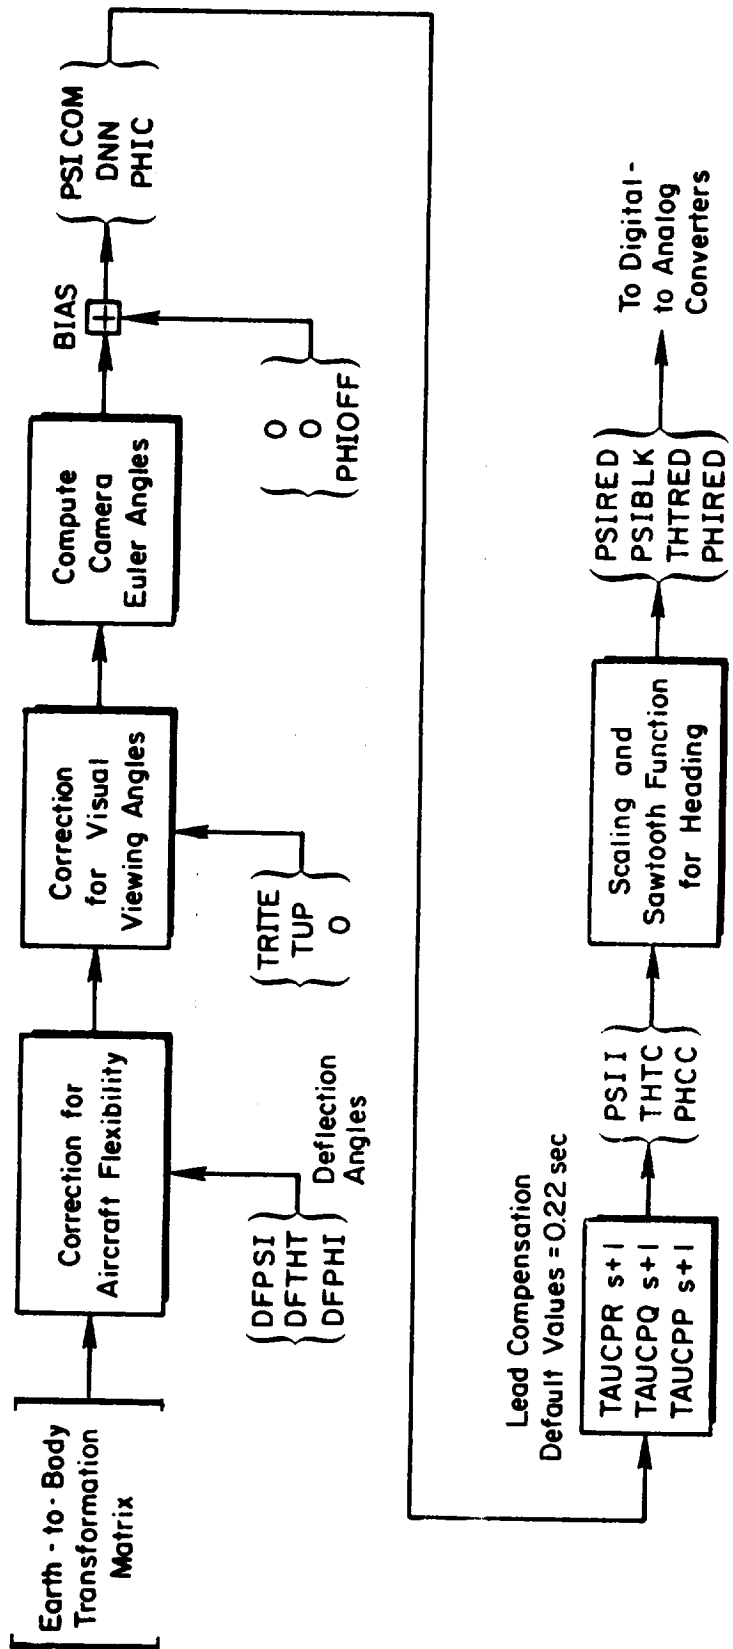 Earth-to-Body
Transformation
Matrix
Correction for
Aircraft Flexibility
DFPSI
DFTHT
DFPHI
Deflection
Angles
Correction
for Visual
Viewing Angles
TRITE
TUP
0
Compute
Camera
Euler Angles
BIAS
+
0
0
PHIOFF
PSICOM
DNN
PHIC
Lead Compensation
Default Values = 0.22 sec
TAUCPR s+1
TAUCPQ s+1
TAUCPP s+1
PSII
THTC
PHCC
Scaling and
Sawtooth Function
for Heading
PSIRED
PSIBLK
THTRED
PHIRED
To Digital-
to Analog
Converters